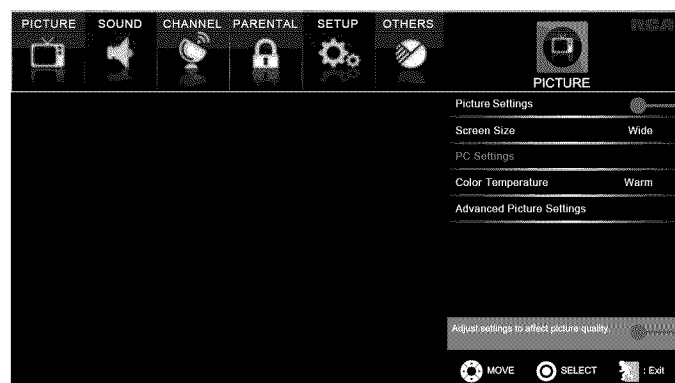 PICTURE SOUND CHANNEL PARENTAL SETUP OTHERS
RCA
PICTURE
Picture Settings
Screen Size Wide
PC Settings
Color Temperature Warm
Advanced Picture Settings
Adjust settings to affect picture quality.
MOVE SELECT : Exit